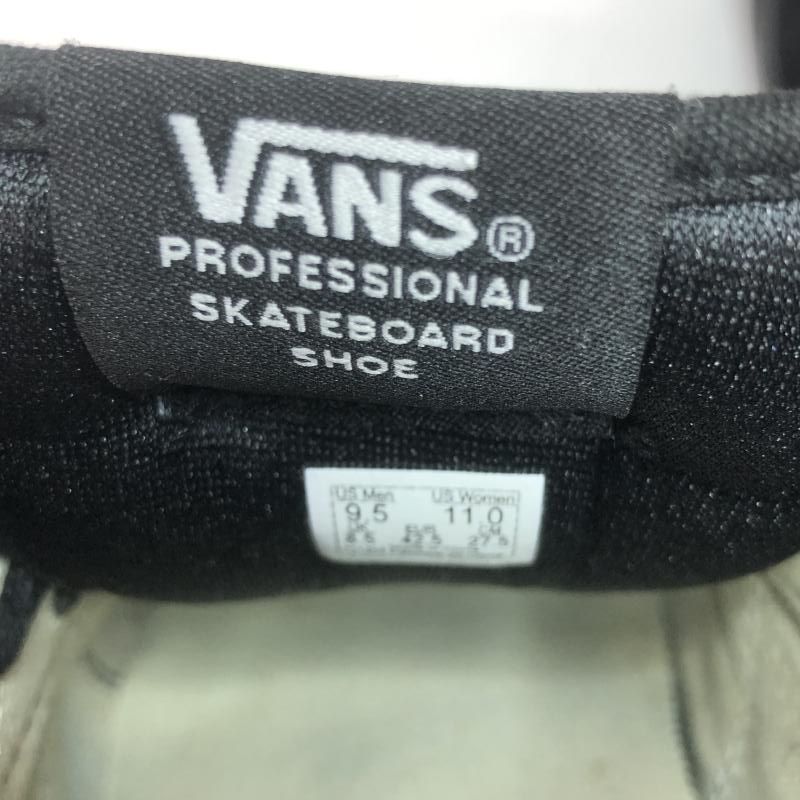 VANS®
PROFESSIONAL
SKATEBOARD
SHOE
US Men US Women
9.5 11.0
UK EUR CM
8.5 42.5 27.5